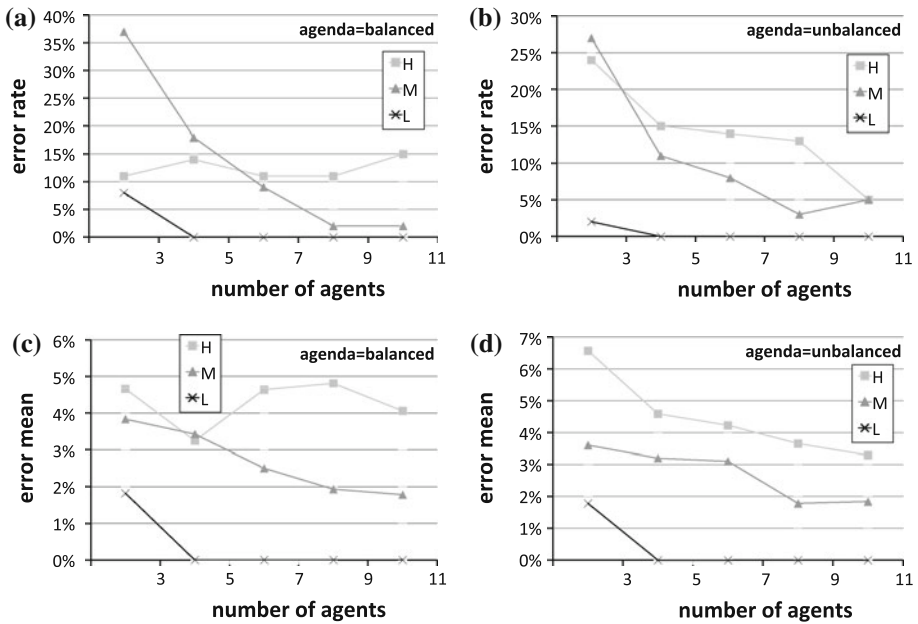 (a)
agenda=balanced
error rate
40%
35%
30%
25%
20%
15%
10%
5%
0%
H
M
L
3 5 7 9 11
number of agents
(b)
agenda=unbalanced
error rate
30%
25%
20%
15%
10%
5%
0%
H
M
L
3 5 7 9 11
number of agents
(c)
agenda=balanced
error mean
6%
5%
4%
3%
2%
1%
0%
H
M
L
3 5 7 9 11
number of agents
(d)
agenda=unbalanced
error mean
7%
6%
5%
4%
3%
2%
1%
0%
H
M
L
3 5 7 9 11
number of agents